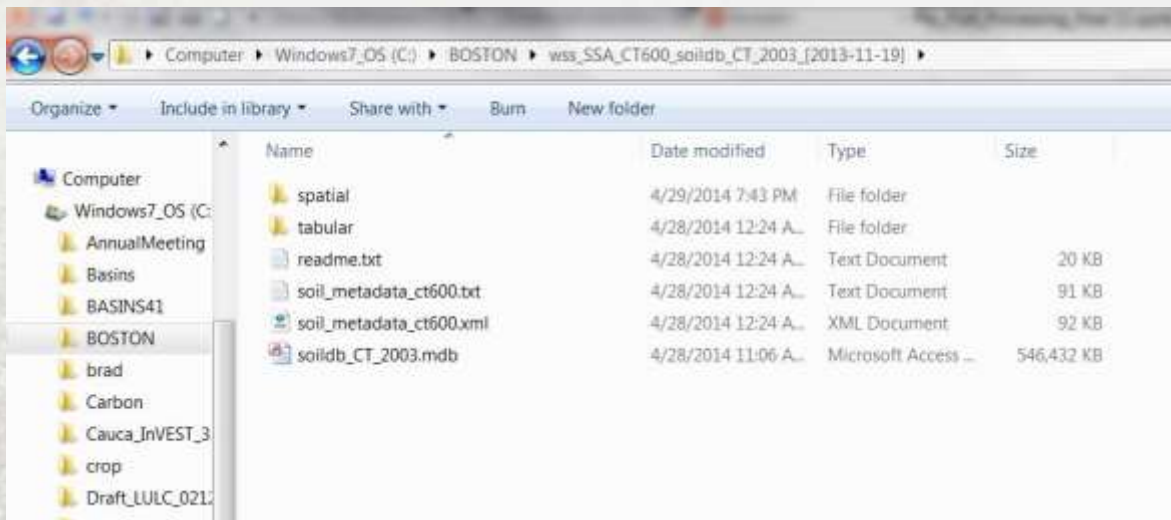 Computer Windows7_OS (C:) BOSTON wss_SSA_CT600_soildb_CT_2003_[2013-11-19]
Organize Include in library Share with Burn New folder
Name Date modified Type Size
Computer
Windows7_OS (C:
AnnualMeeting
Basins
BASINS41
BOSTON
brad
Carbon
Cauca_InVEST_3
crop
Draft_LULC_0212
spatial 4/29/2014 7:43 PM File folder
tabular 4/28/2014 12:24 A... File folder
readme.txt 4/28/2014 12:24 A... Text Document 20 KB
soil_metadata_ct600.txt 4/28/2014 12:24 A... Text Document 91 KB
soil_metadata_ct600.xml 4/28/2014 12:24 A... XML Document 92 KB
soildb_CT_2003.mdb 4/28/2014 11:06 A... Microsoft Access ... 546,432 KB